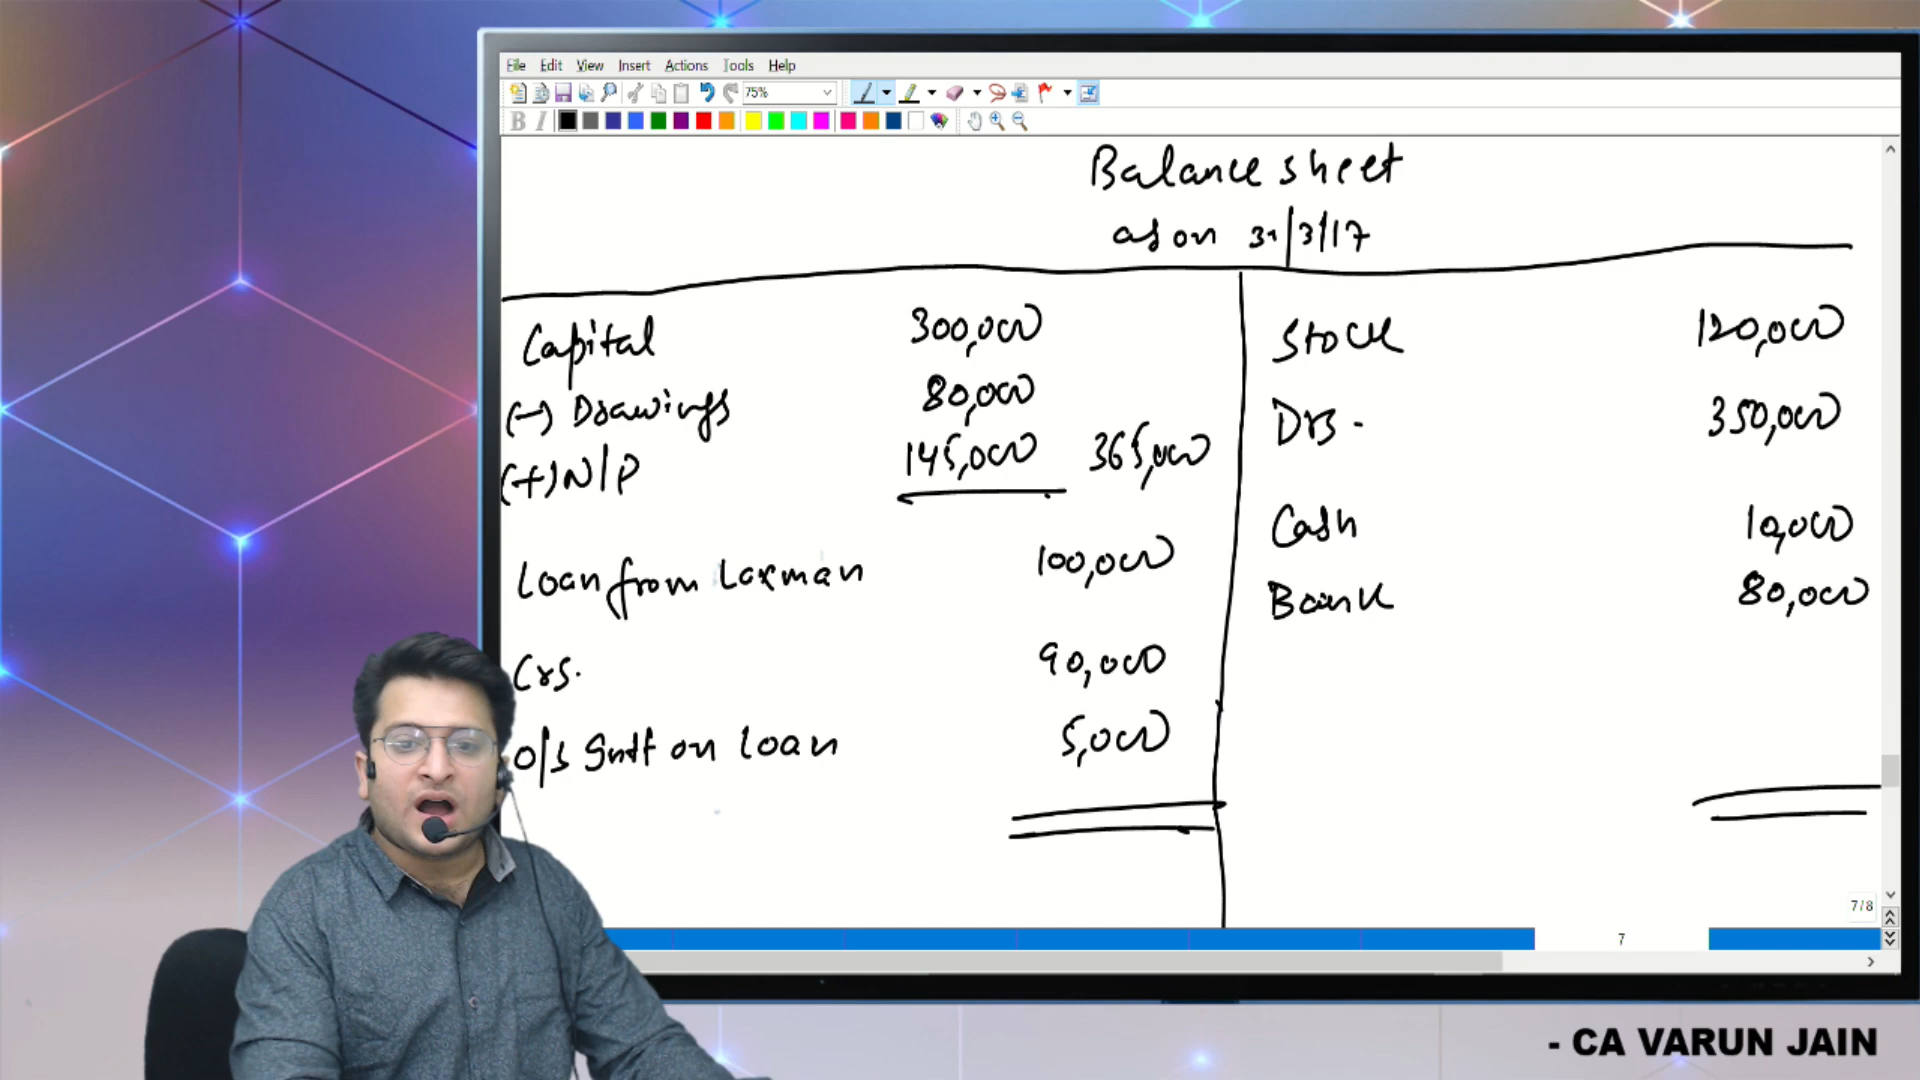 File Edit View Insert Actions Tools Help
75%
B I
Balance sheet
as on 31/3/17
Capital 300,000
(-) Drawings 80,000
(+) N/P 145,000 365,000
Loan from Laxman 100,000
Crs. 90,000
O/S Intt on loan 5,000
Stock 120,000
Drs. 350,000
Cash 10,000
Bank 80,000
7/8
7
- CA VARUN JAIN